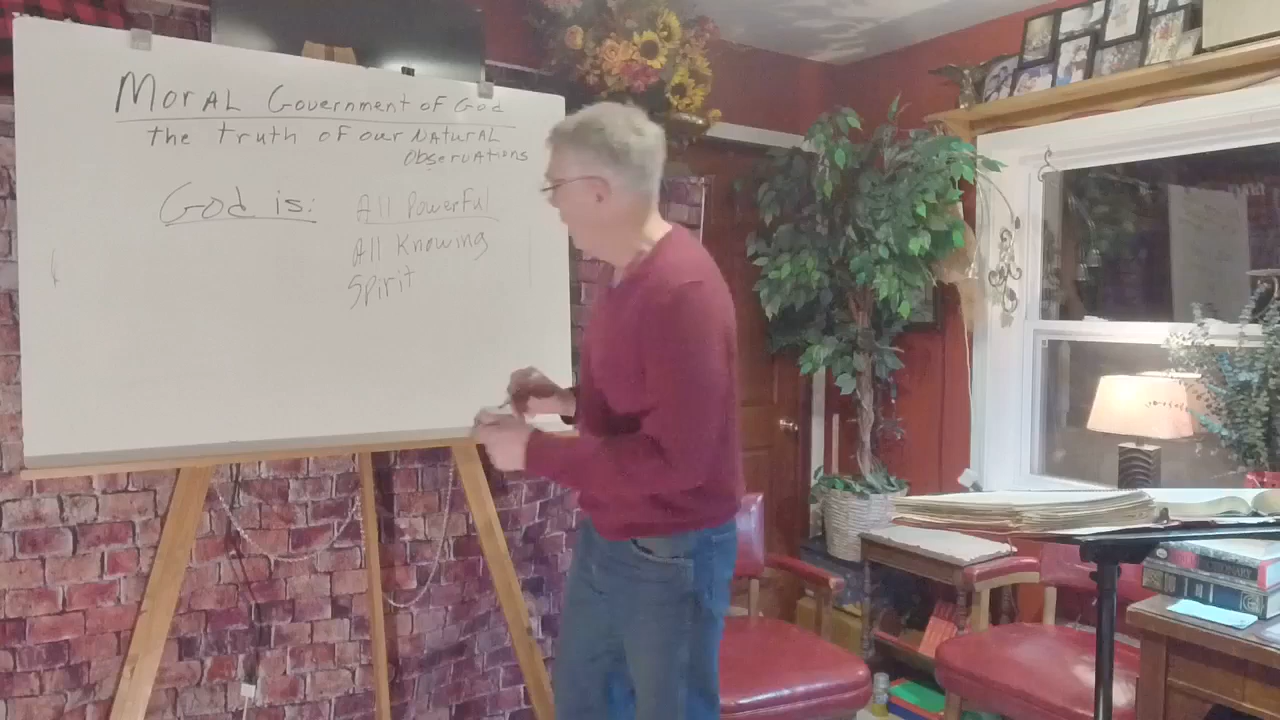 MorAL Government of God
the truth of our NATurAL
ObservATIons
God is: All Powerful
All Knowing
Spirit